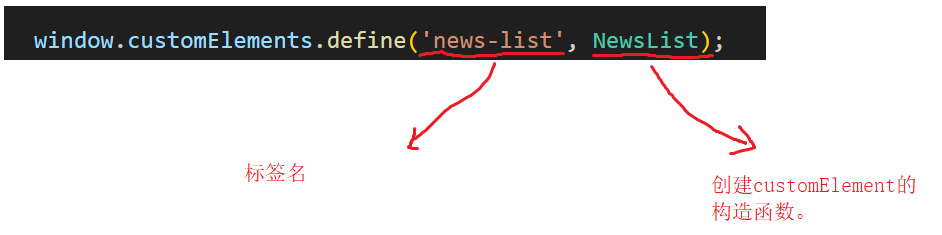 window.customElements.define('news-list', NewsList);
标签名
创建customElement的
构造函数。